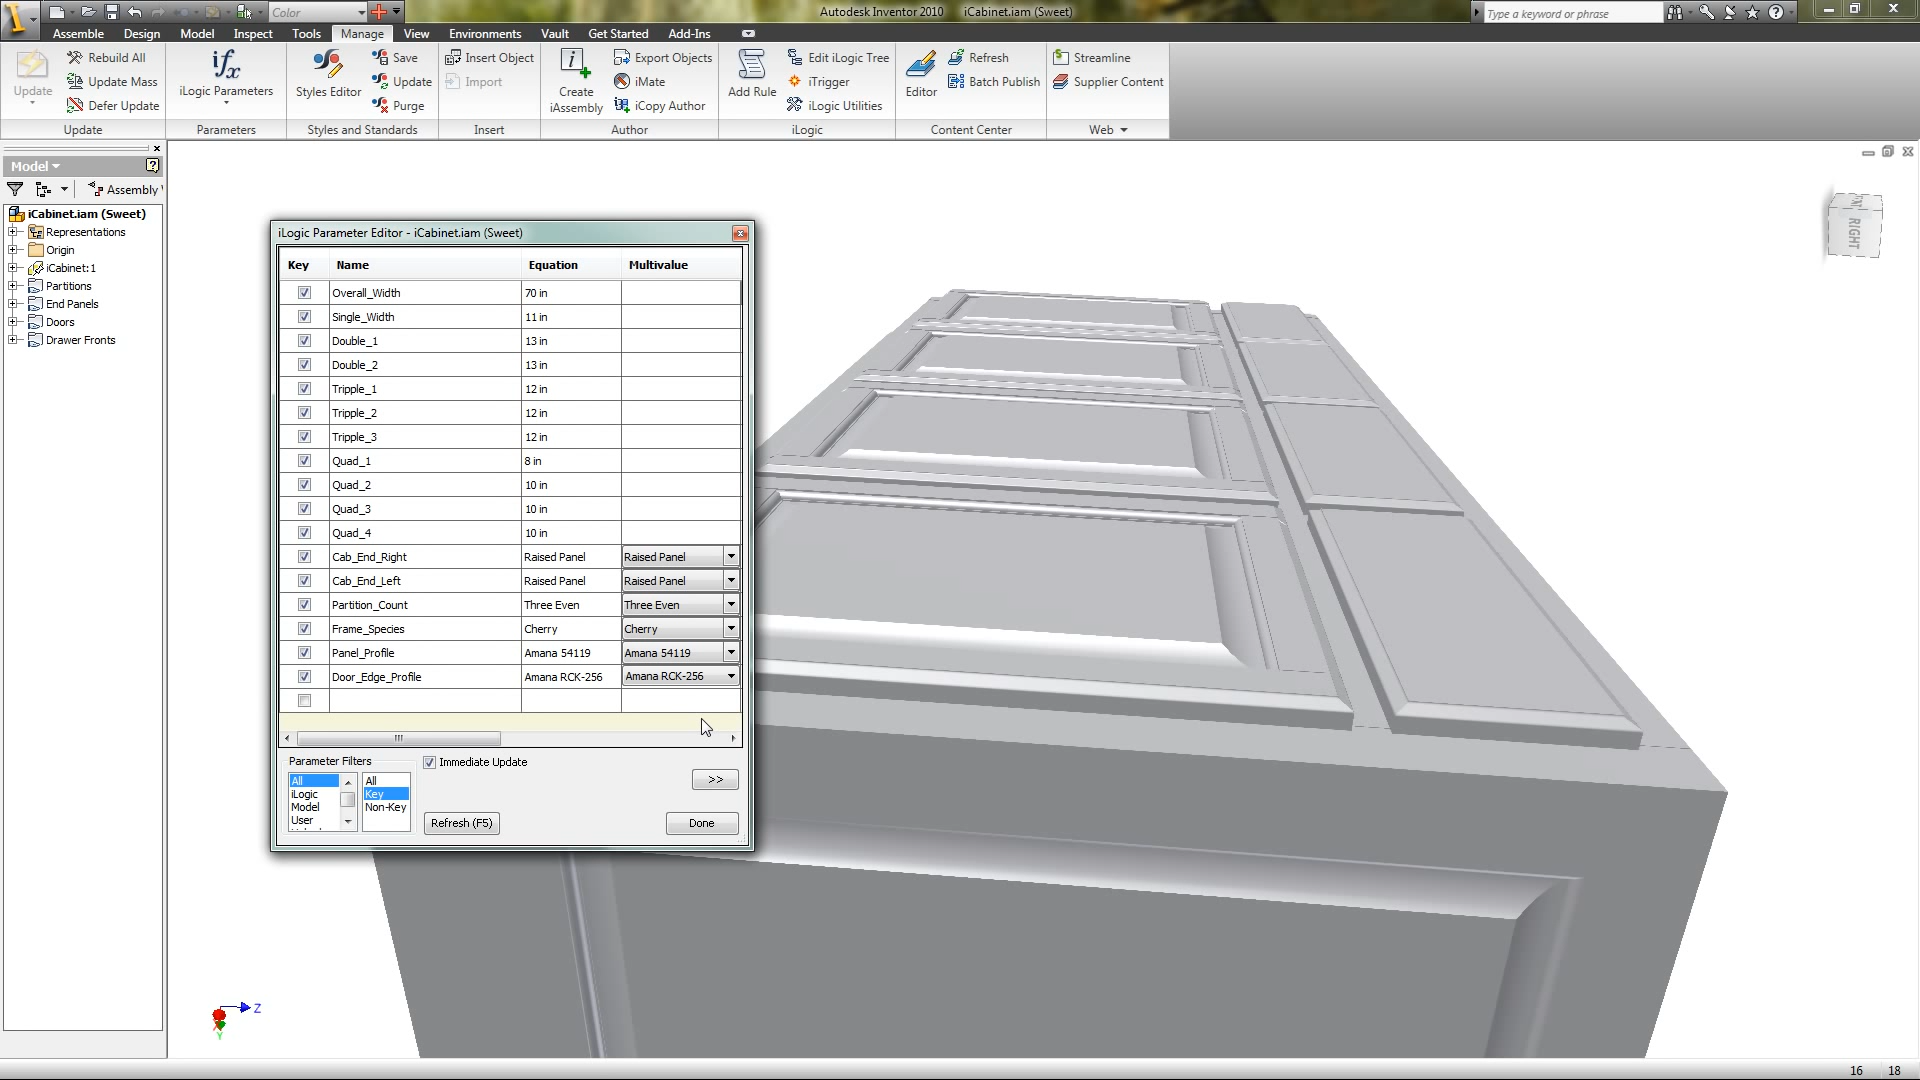 Color
Autodesk Inventor 2010 iCabinet.iam (Sweet)
Type a keyword or phrase
Assemble Design Model Inspect Tools Manage View Environments Vault Get Started Add-Ins
Update
Rebuild All
Update Mass
Defer Update
Update
iLogic Parameters
Parameters
Styles Editor
Save
Update
Purge
Styles and Standards
Insert Object
Import
Insert
Create
iAssembly
Export Objects
iMate
iCopy Author
Author
Add Rule
Edit iLogic Tree
iTrigger
iLogic Utilities
iLogic
Editor
Refresh
Batch Publish
Content Center
Streamline
Supplier Content
Web
Model
Assembly
iCabinet.iam (Sweet)
Representations
Origin
iCabinet:1
Partitions
End Panels
Doors
Drawer Fronts
iLogic Parameter Editor - iCabinet.iam (Sweet)
Key Name Equation Multivalue
Overall_Width 70 in
Single_Width 11 in
Double_1 13 in
Double_2 13 in
Tripple_1 12 in
Tripple_2 12 in
Tripple_3 12 in
Quad_1 8 in
Quad_2 10 in
Quad_3 10 in
Quad_4 10 in
Cab_End_Right Raised Panel Raised Panel
Cab_End_Left Raised Panel Raised Panel
Partition_Count Three Even Three Even
Frame_Species Cherry Cherry
Panel_Profile Amana 54119 Amana 54119
Door_Edge_Profile Amana RCK-256 Amana RCK-256
Parameter Filters
All
iLogic
Model
User
All
Key
Non-Key
Immediate Update
>>
Refresh (F5)
Done
RIGHT
Z
Y
16 18